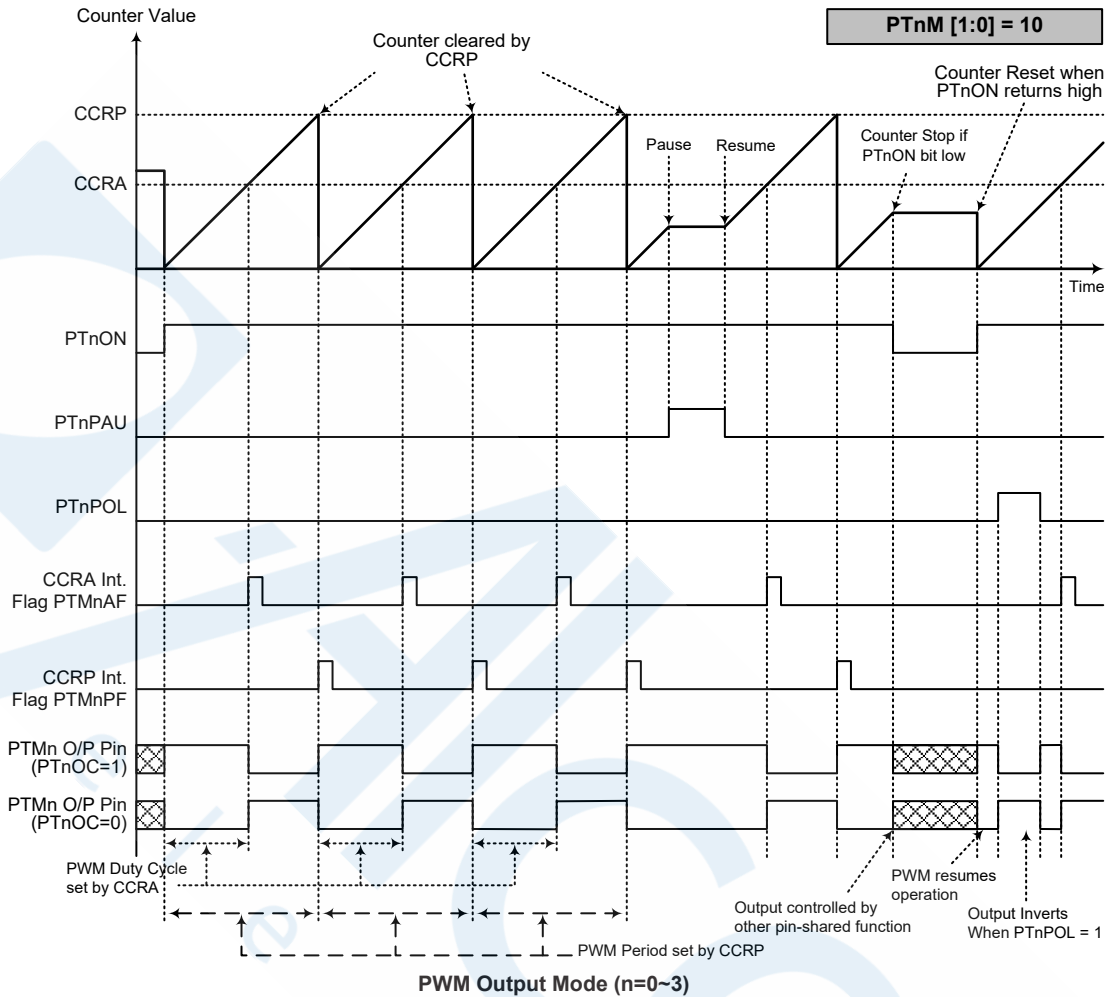 Counter Value
PTnM [1:0] = 10
Counter cleared by
CCRP
Counter Reset when
PTnON returns high
CCRP
Pause
Resume
Counter Stop if
PTnON bit low
CCRA
Time
PTnON
PTnPAU
PTnPOL
CCRA Int.
Flag PTMnAF
CCRP Int.
Flag PTMnPF
PTMn O/P Pin
(PTnOC=1)
PTMn O/P Pin
(PTnOC=0)
PWM Duty Cycle
set by CCRA
PWM resumes
operation
Output controlled by
other pin-shared function
Output Inverts
When PTnPOL = 1
PWM Period set by CCRP
PWM Output Mode (n=0~3)